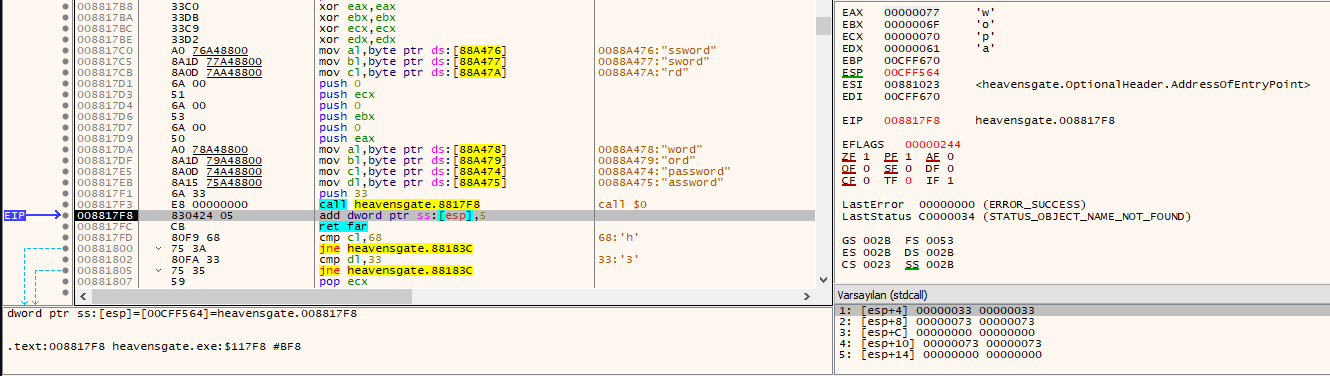 008817B8 33C0 xor eax,eax
008817BA 33DB xor ebx,ebx
008817BC 33C9 xor ecx,ecx
008817BE 33D2 xor edx,edx
008817C0 A0 76A48800 mov al,byte ptr ds:[88A476] 0088A476:"ssword"
008817C5 8A1D 77A48800 mov bl,byte ptr ds:[88A477] 0088A477:"sword"
008817CB 8A0D 7AA48800 mov cl,byte ptr ds:[88A47A] 0088A47A:"rd"
008817D1 6A 00 push 0
008817D3 51 push ecx
008817D4 6A 00 push 0
008817D6 53 push ebx
008817D7 6A 00 push 0
008817D9 50 push eax
008817DA A0 78A48800 mov al,byte ptr ds:[88A478] 0088A478:"word"
008817DF 8A1D 79A48800 mov bl,byte ptr ds:[88A479] 0088A479:"ord"
008817E5 8A0D 74A48800 mov cl,byte ptr ds:[88A474] 0088A474:"password"
008817EB 8A15 75A48800 mov dl,byte ptr ds:[88A475] 0088A475:"assword"
008817F1 6A 33 push 33
008817F3 E8 00000000 call heavensgate.8817F8 call $0
EIP 008817F8 830424 05 add dword ptr ss:[esp],5
008817FC CB ret far
008817FD 80F9 68 cmp cl,68 68:'h'
00881800 75 3A jne heavensgate.88183C
00881802 80FA 33 cmp dl,33 33:'3'
00881805 75 35 jne heavensgate.88183C
00881807 59 pop ecx
dword ptr ss:[esp]=[00CFF564]=heavensgate.008817F8
.text:008817F8 heavensgate.exe:$117F8 #BF8
EAX 00000077 'w'
EBX 0000006F 'o'
ECX 00000070 'p'
EDX 00000061 'a'
EBP 00CFF670
ESP 00CFF564
ESI 00881023 <heavensgate.OptionalHeader.AddressOfEntryPoint>
EDI 00CFF670
EIP 008817F8 heavensgate.008817F8
EFLAGS 00000244
ZF 1 PF 1 AF 0
OF 0 SF 0 DF 0
CF 0 TF 0 IF 1
LastError 00000000 (ERROR_SUCCESS)
LastStatus C0000034 (STATUS_OBJECT_NAME_NOT_FOUND)
GS 002B FS 0053
ES 002B DS 002B
CS 0023 SS 002B
Varsayılan (stdcall)
1: [esp+4] 00000033 00000033
2: [esp+8] 00000073 00000073
3: [esp+C] 00000000 00000000
4: [esp+10] 00000073 00000073
5: [esp+14] 00000000 00000000